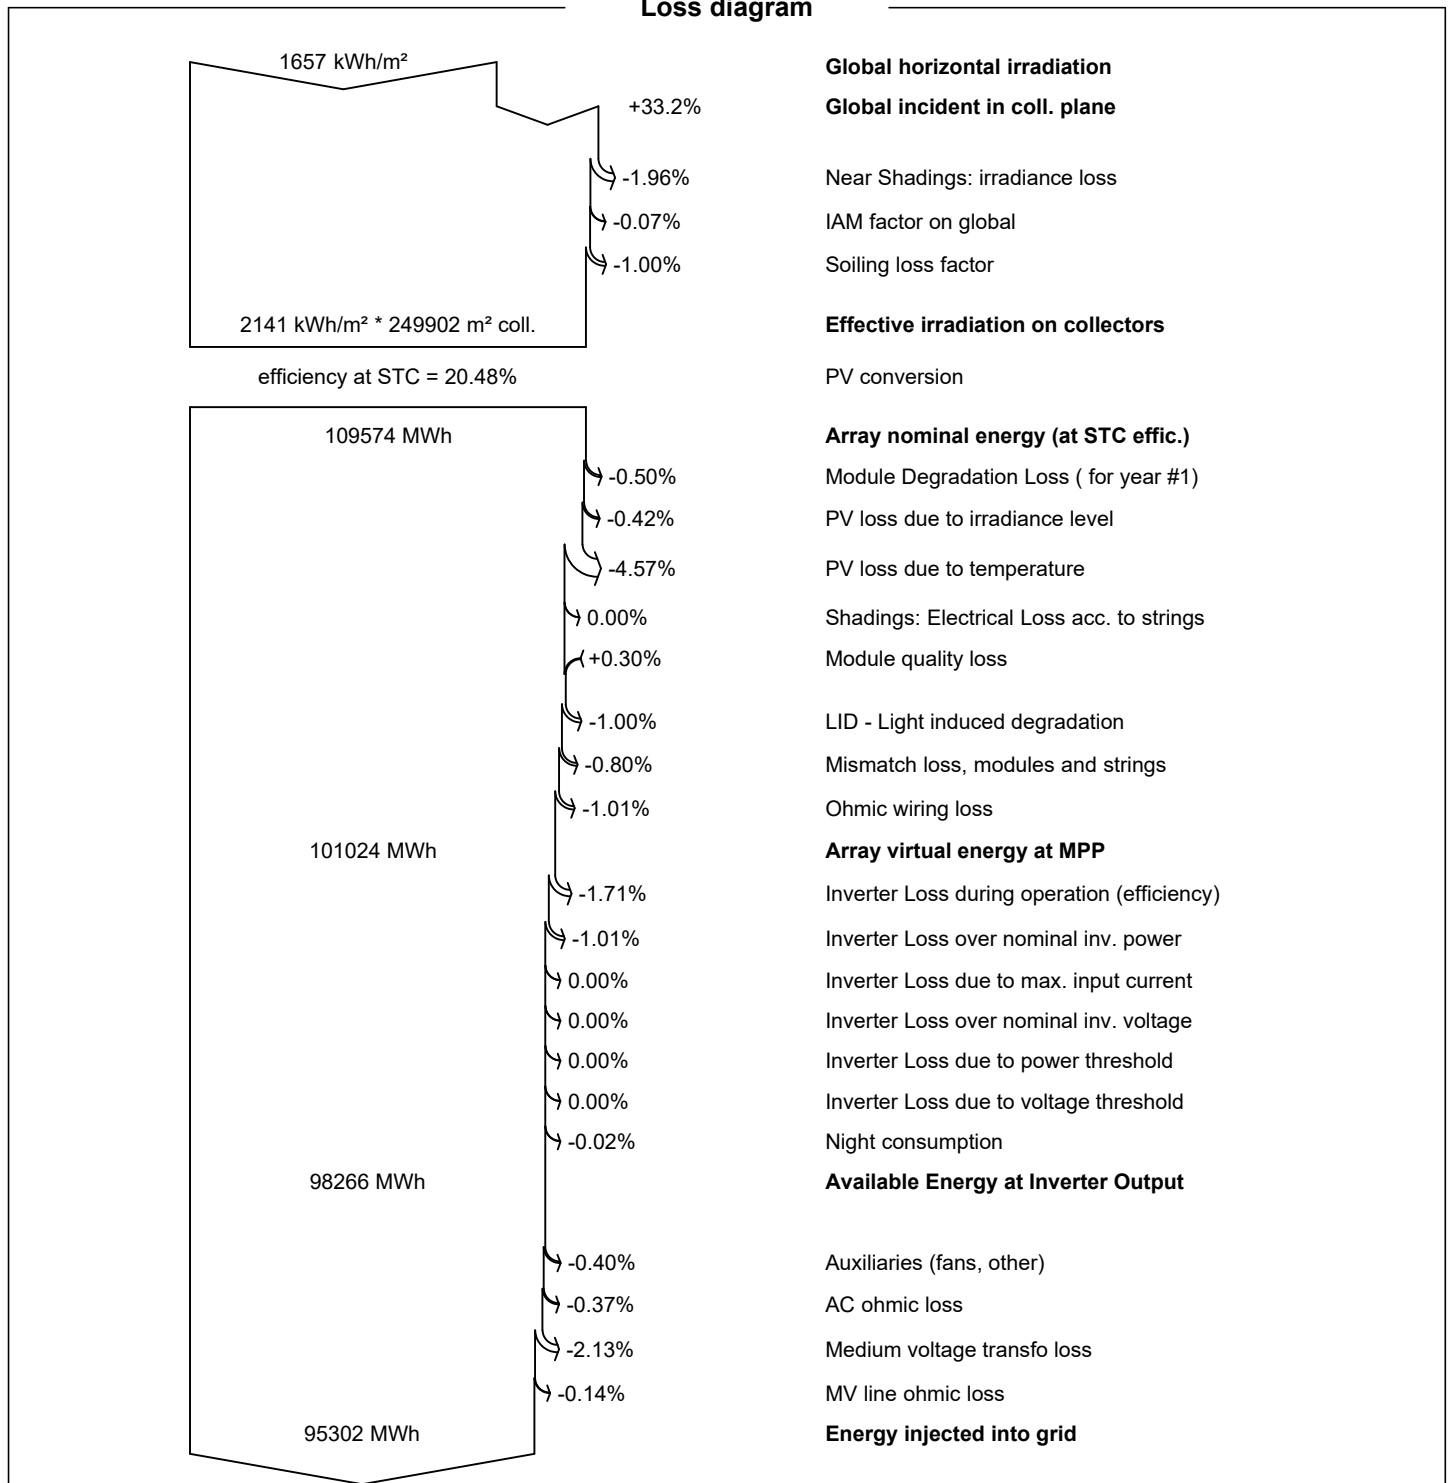 Loss diagram
1657 kWh/m² Global horizontal irradiation
+33.2% Global incident in coll. plane
-1.96% Near Shadings: irradiance loss
-0.07% IAM factor on global
-1.00% Soiling loss factor
2141 kWh/m² * 249902 m² coll. Effective irradiation on collectors
efficiency at STC = 20.48% PV conversion
109574 MWh Array nominal energy (at STC effic.)
-0.50% Module Degradation Loss ( for year #1)
-0.42% PV loss due to irradiance level
-4.57% PV loss due to temperature
0.00% Shadings: Electrical Loss acc. to strings
+0.30% Module quality loss
-1.00% LID - Light induced degradation
-0.80% Mismatch loss, modules and strings
-1.01% Ohmic wiring loss
101024 MWh Array virtual energy at MPP
-1.71% Inverter Loss during operation (efficiency)
-1.01% Inverter Loss over nominal inv. power
0.00% Inverter Loss due to max. input current
0.00% Inverter Loss over nominal inv. voltage
0.00% Inverter Loss due to power threshold
0.00% Inverter Loss due to voltage threshold
-0.02% Night consumption
98266 MWh Available Energy at Inverter Output
-0.40% Auxiliaries (fans, other)
-0.37% AC ohmic loss
-2.13% Medium voltage transfo loss
-0.14% MV line ohmic loss
95302 MWh Energy injected into grid